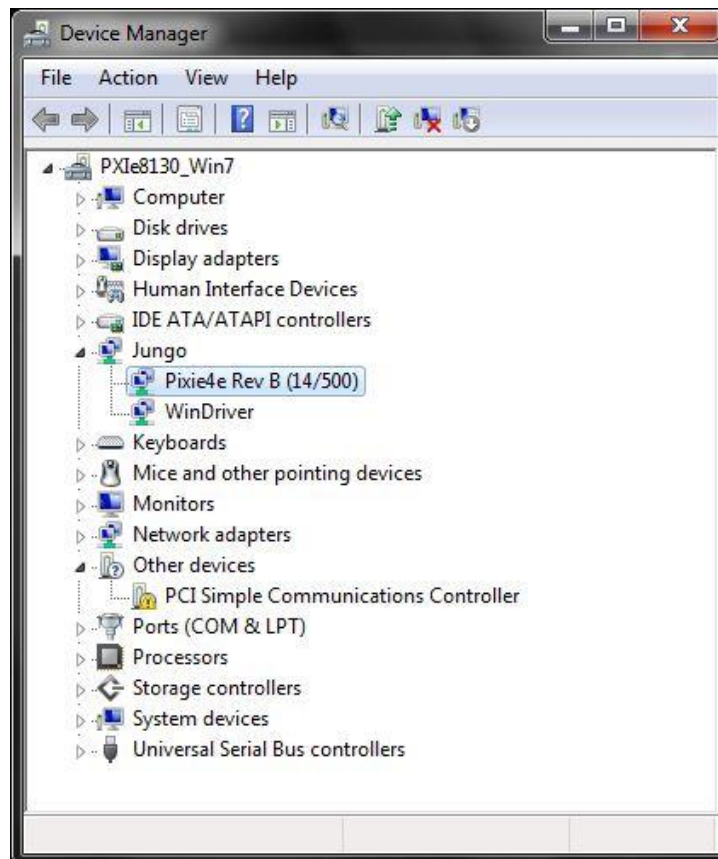 Device Manager
File Action View Help
PXIe8130_Win7
Computer
Disk drives
Display adapters
Human Interface Devices
IDE ATA/ATAPI controllers
Jungo
Pixie4e Rev B (14/500)
WinDriver
Keyboards
Mice and other pointing devices
Monitors
Network adapters
Other devices
PCI Simple Communications Controller
Ports (COM & LPT)
Processors
Storage controllers
System devices
Universal Serial Bus controllers